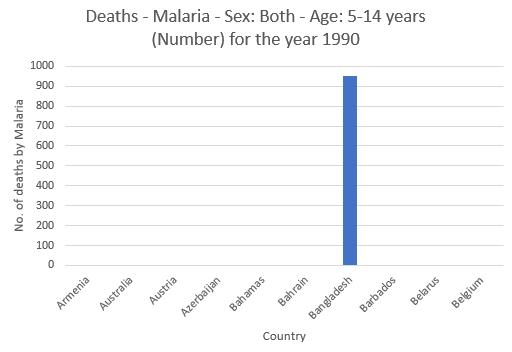 Deaths - Malaria - Sex: Both - Age: 5-14 years
(Number) for the year 1990
No. of deaths by Malaria
1000
900
800
700
600
500
400
300
200
100
0
Armenia
Australia
Austria
Azerbaijan
Bahamas
Bahrain
Bangladesh
Barbados
Belarus
Belgium
Country